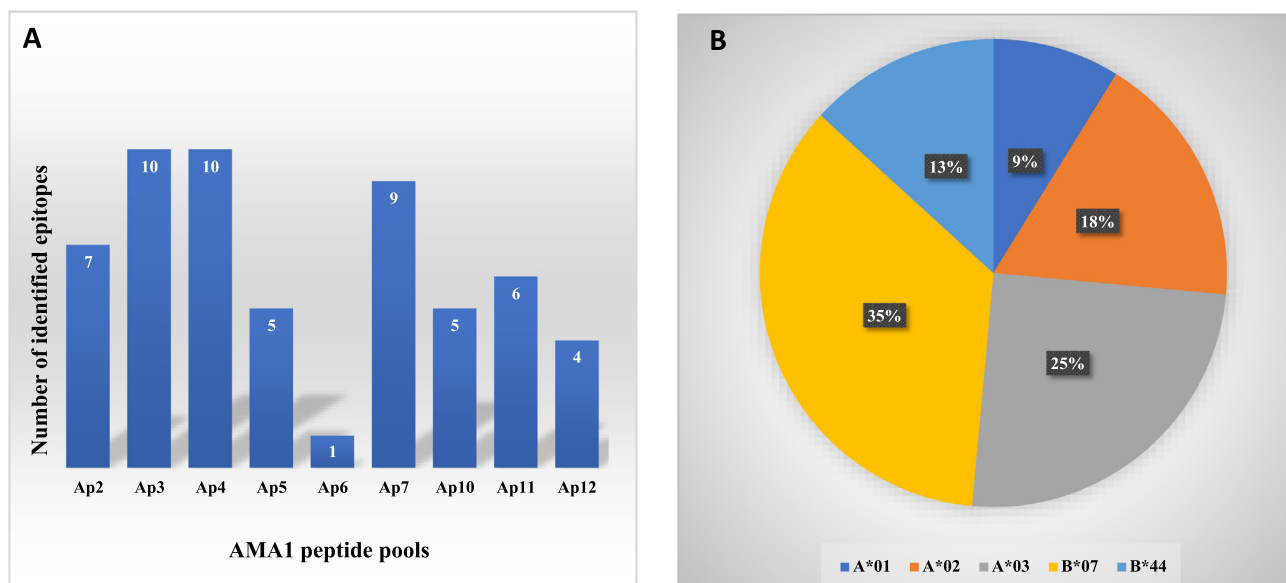 A
Number of identified epitopes
7
10
10
5
1
9
5
6
4
Ap2 Ap3 Ap4 Ap5 Ap6 Ap7 Ap10 Ap11 Ap12
AMA1 peptide pools
B
9%
18%
25%
35%
13%
A*01 A*02 A*03 B*07 B*44